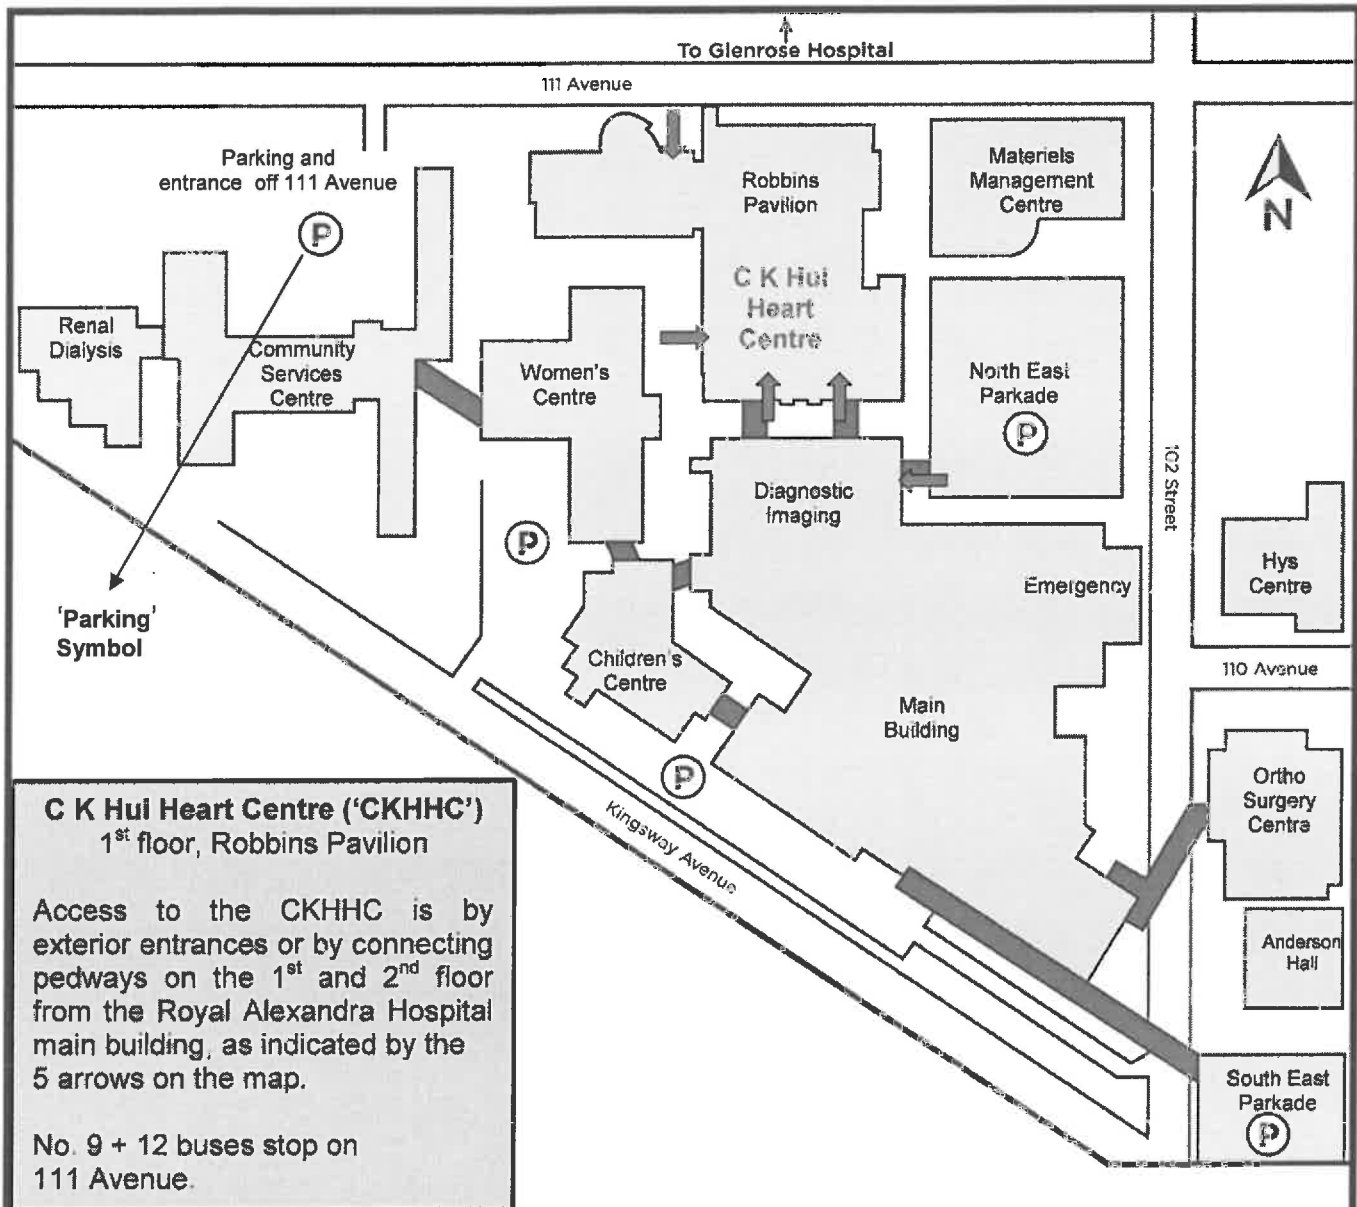 To Glenrose Hospital
111 Avenue
Parking and
entrance off 111 Avenue
P
Robbins
Pavilion
Materiels
Management
Centre
N
C K Hui
Heart
Centre
Renal
Dialysis
Community
Services
Centre
Women's
Centre
North East
Parkade
P
102 Street
Diagnostic
Imaging
P
Emergency
Hys
Centre
'Parking'
Symbol
Children's
Centre
110 Avenue
Main
Building
P
Kingsway Avenue
Ortho
Surgery
Centre
Anderson
Hall
South East
Parkade
P
C K Hui Heart Centre ('CKHHC')
1st floor, Robbins Pavilion
Access to the CKHHC is by
exterior entrances or by connecting
pedways on the 1st and 2nd floor
from the Royal Alexandra Hospital
main building, as indicated by the
5 arrows on the map.
No. 9 + 12 buses stop on
111 Avenue.